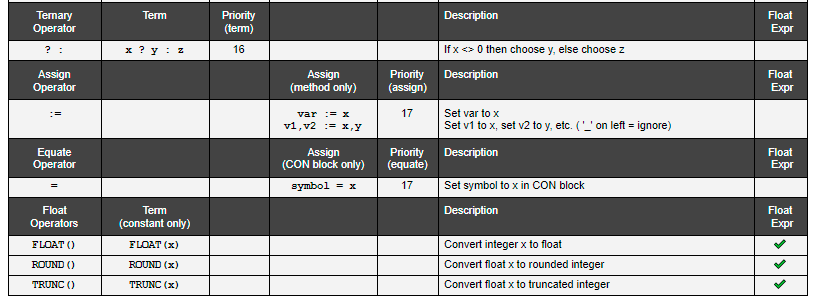 Ternary Operator Term Priority (term) Description Float Expr
? : x ? y : z 16 If x <> 0 then choose y, else choose z
Assign Operator Assign (method only) Priority (assign) Description Float Expr
:= var := x 17 Set var to x
v1,v2 := x,y Set v1 to x, set v2 to y, etc. ( '_' on left = ignore)
Equate Operator Assign (CON block only) Priority (equate) Description Float Expr
= symbol = x 17 Set symbol to x in CON block
Float Operators Term (constant only) Description Float Expr
FLOAT() FLOAT(x) Convert integer x to float ✔
ROUND() ROUND(x) Convert float x to rounded integer ✔
TRUNC() TRUNC(x) Convert float x to truncated integer ✔